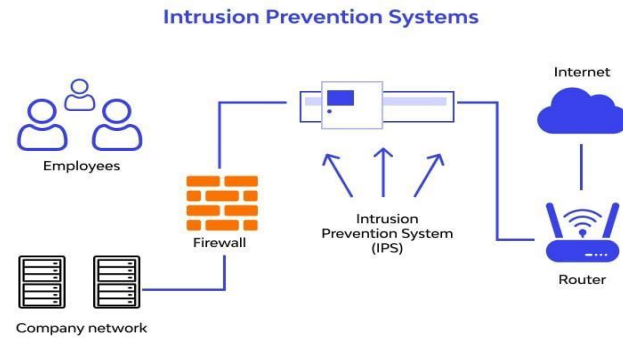 Intrusion Prevention Systems
Internet
Employees
Firewall
Intrusion
Prevention System
(IPS)
Router
Company network